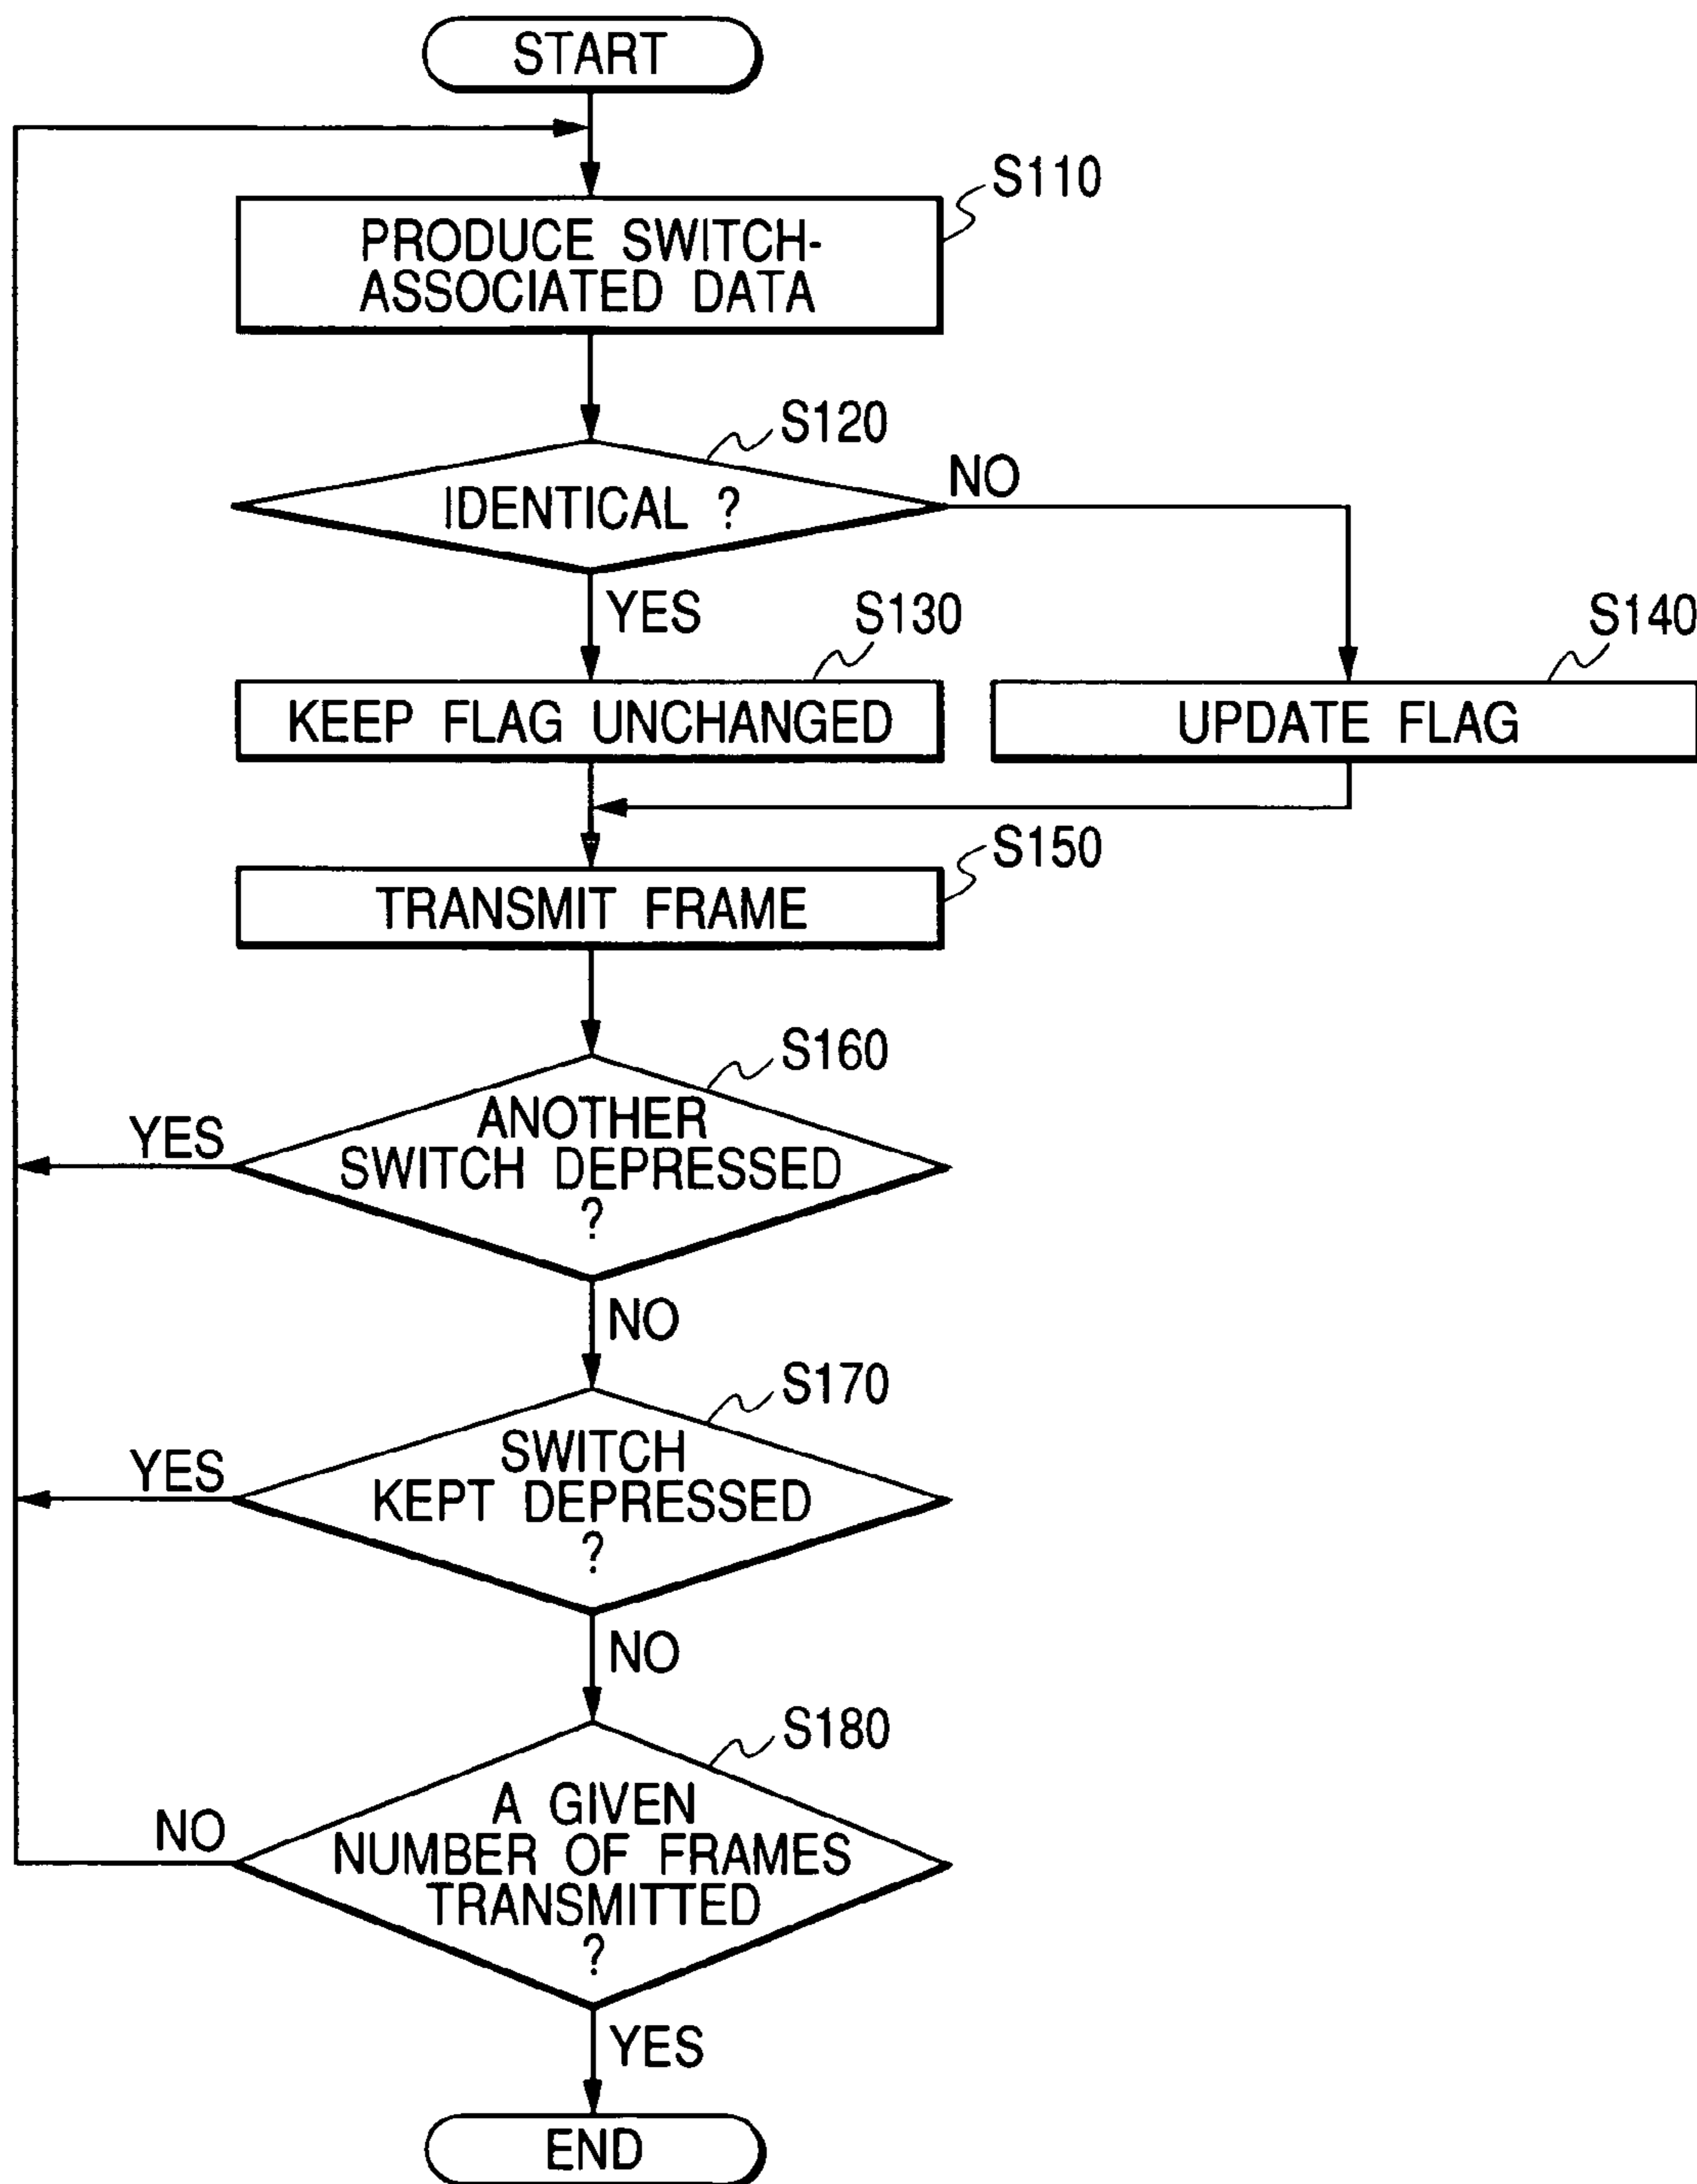 START
S110
PRODUCE SWITCH-
ASSOCIATED DATA
S120
IDENTICAL ?
NO
YES
S130
S140
KEEP FLAG UNCHANGED
UPDATE FLAG
S150
TRANSMIT FRAME
S160
ANOTHER
SWITCH DEPRESSED
?
YES
NO
S170
SWITCH
KEPT DEPRESSED
?
YES
NO
S180
A GIVEN
NUMBER OF FRAMES
TRANSMITTED
?
NO
YES
END